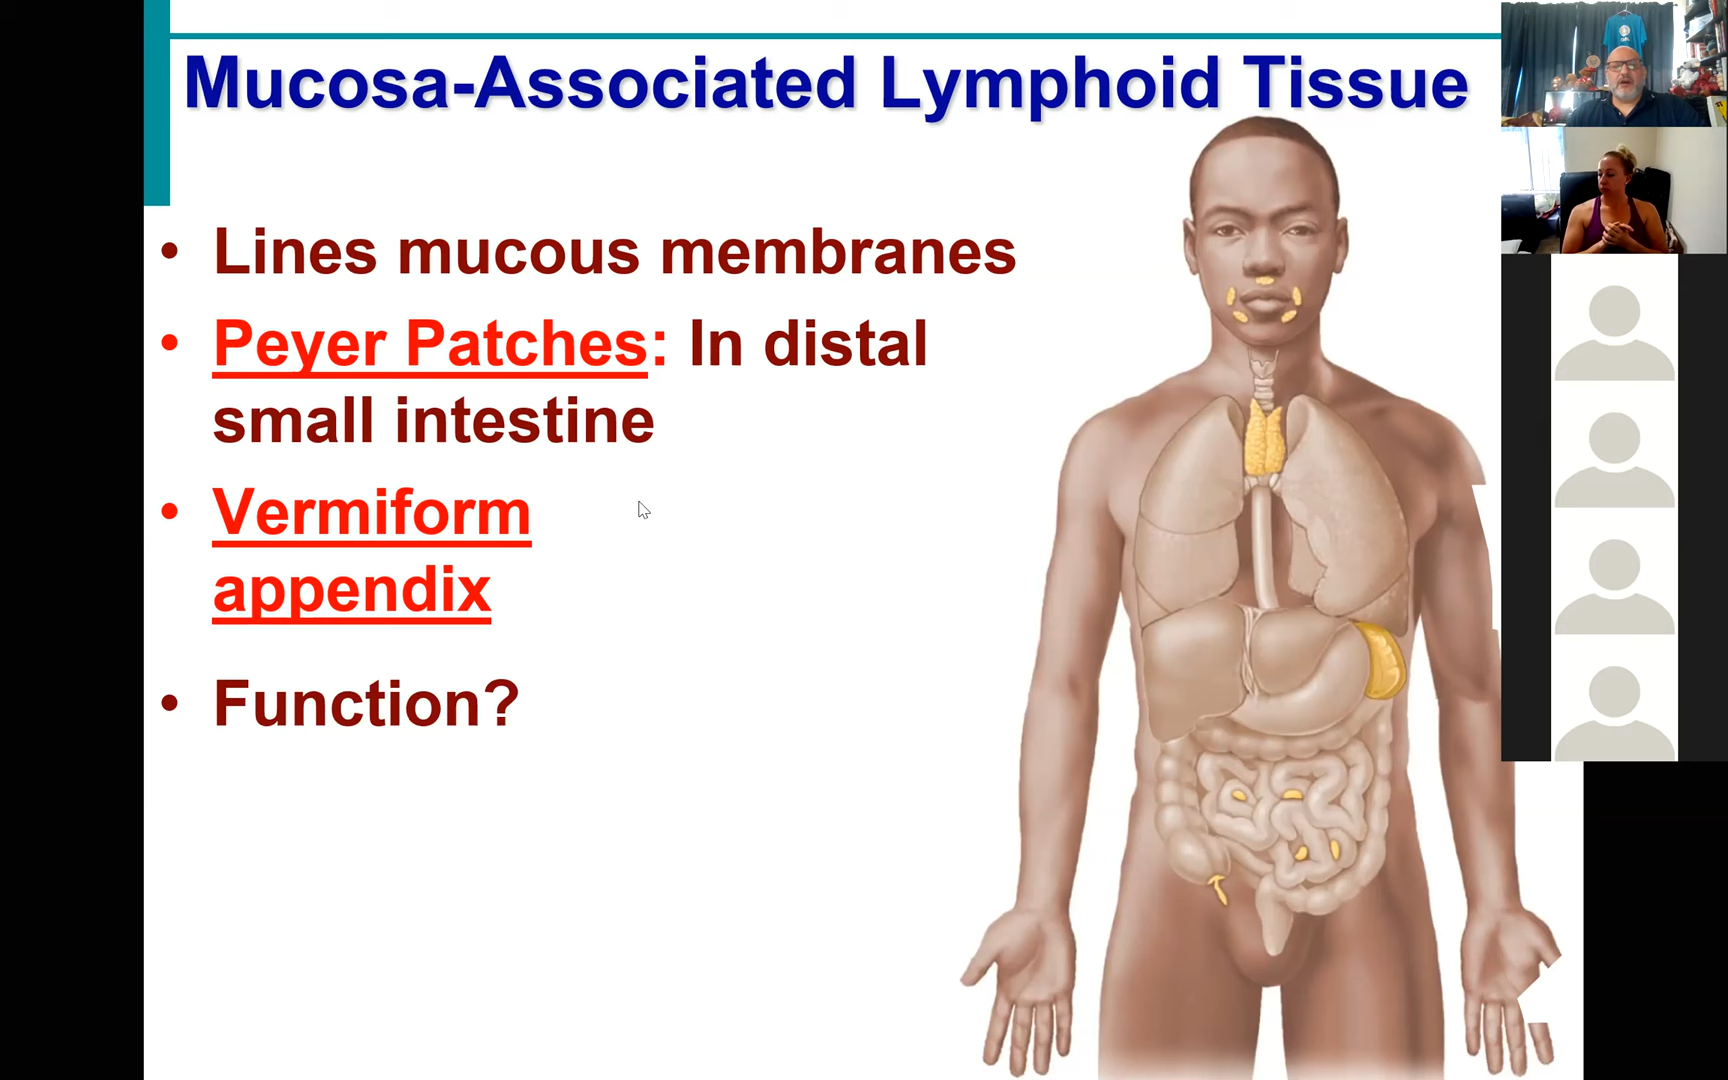 Mucosa-Associated Lymphoid Tissue
• Lines mucous membranes
• Peyer Patches: In distal
small intestine
• Vermiform
appendix
• Function?